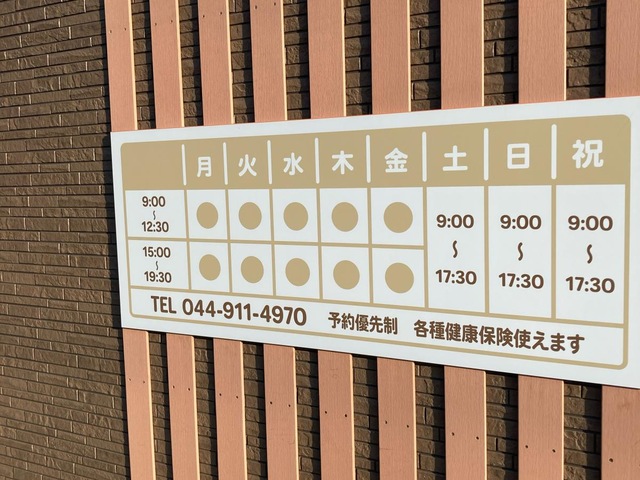 月 火 水 木 金 土 日 祝
9:00 〜 12:30 ● ● ● ● ● 9:00 〜 17:30 9:00 〜 17:30 9:00 〜 17:30
15:00 〜 19:30 ● ● ● ● ●
TEL 044-911-4970 予約優先制 各種健康保険使えます